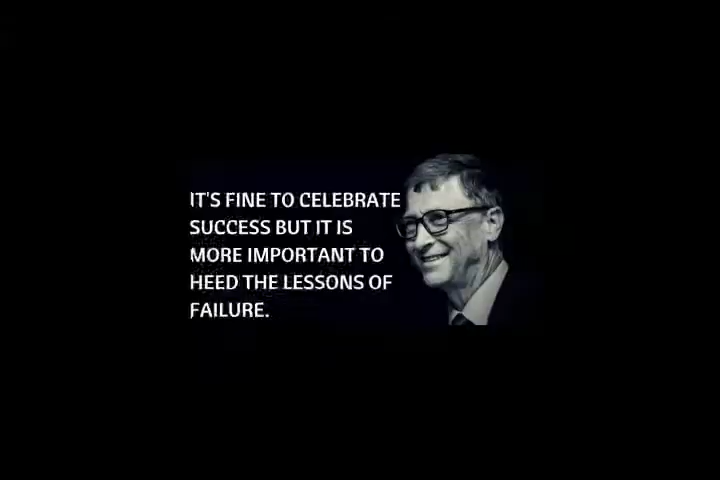 IT'S FINE TO CELEBRATE
SUCCESS BUT IT IS
MORE IMPORTANT TO
HEED THE LESSONS OF
FAILURE.